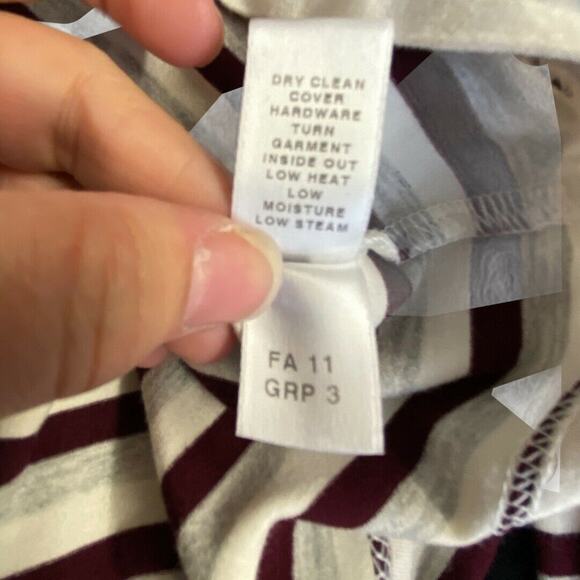 DRY CLEAN
COVER
HARDWARE
TURN
GARMENT
INSIDE OUT
LOW HEAT
LOW
MOISTURE
LOW STEAM
FA 11
GRP 3